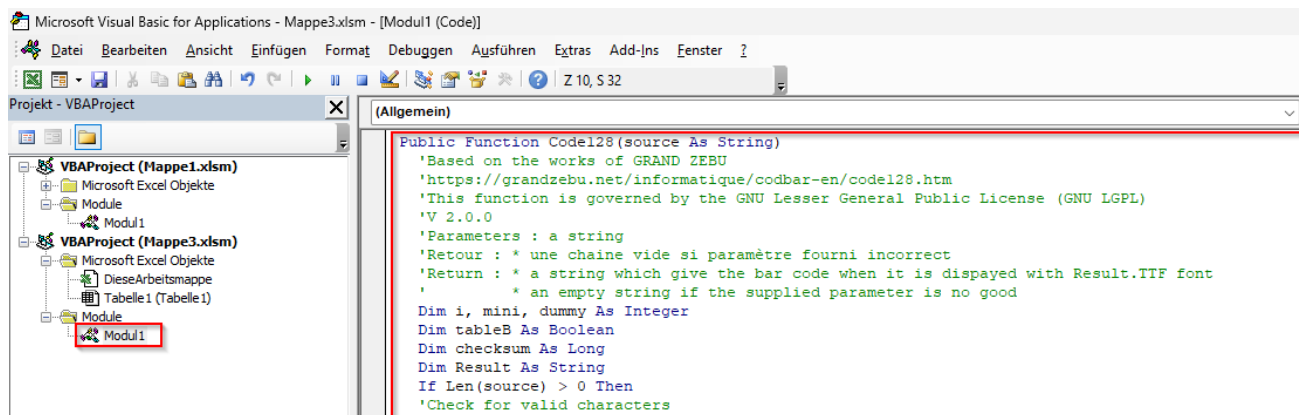 Microsoft Visual Basic for Applications - Mappe3.xlsm - [Modul1 (Code)]
Datei Bearbeiten Ansicht Einfügen Format Debuggen Ausführen Extras Add-Ins Fenster ?
Z 10, S 32
Projekt - VBAProject
(Allgemein)
VBAProject (Mappe1.xlsm)
Microsoft Excel Objekte
Module
Modul1
VBAProject (Mappe3.xlsm)
Microsoft Excel Objekte
DieseArbeitsmappe
Tabelle1 (Tabelle1)
Module
Modul1
Public Function Code128(source As String)
'Based on the works of GRAND ZEBU
'https://grandzebu.net/informatique/codbar-en/code128.htm
'This function is governed by the GNU Lesser General Public License (GNU LGPL)
'V 2.0.0
'Parameters : a string
'Retour : * une chaine vide si paramètre fourni incorrect
'Return : * a string which give the bar code when it is dispayed with Result.TTF font
' * an empty string if the supplied parameter is no good
Dim i, mini, dummy As Integer
Dim tableB As Boolean
Dim checksum As Long
Dim Result As String
If Len(source) > 0 Then
'Check for valid characters